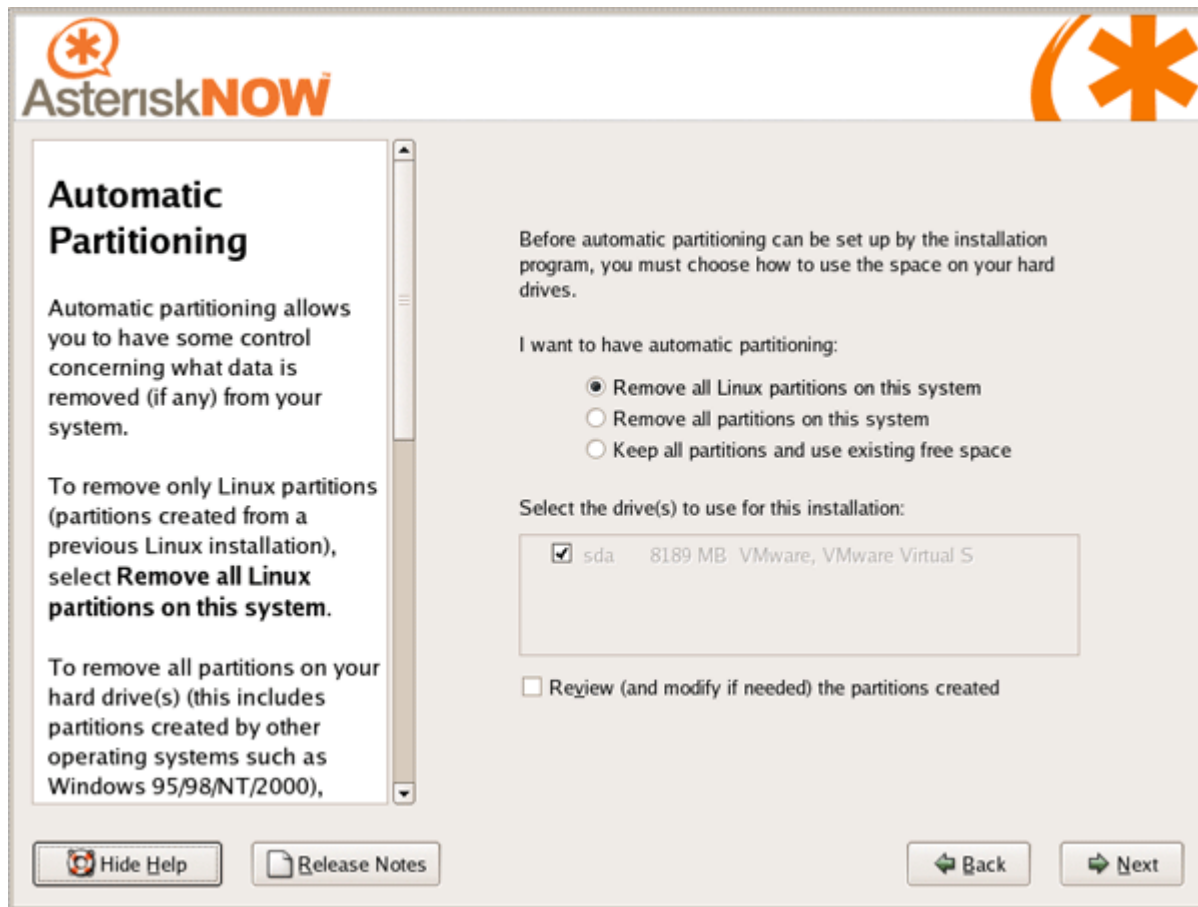 AsteriskNOW™
Automatic
Partitioning
Automatic partitioning allows
you to have some control
concerning what data is
removed (if any) from your
system.
To remove only Linux partitions
(partitions created from a
previous Linux installation),
select Remove all Linux
partitions on this system.
To remove all partitions on your
hard drive(s) (this includes
partitions created by other
operating systems such as
Windows 95/98/NT/2000),
Before automatic partitioning can be set up by the installation
program, you must choose how to use the space on your hard
drives.
I want to have automatic partitioning:
Remove all Linux partitions on this system
Remove all partitions on this system
Keep all partitions and use existing free space
Select the drive(s) to use for this installation:
sda 8189 MB VMware, VMware Virtual S
Review (and modify if needed) the partitions created
Hide Help
Release Notes
Back
Next